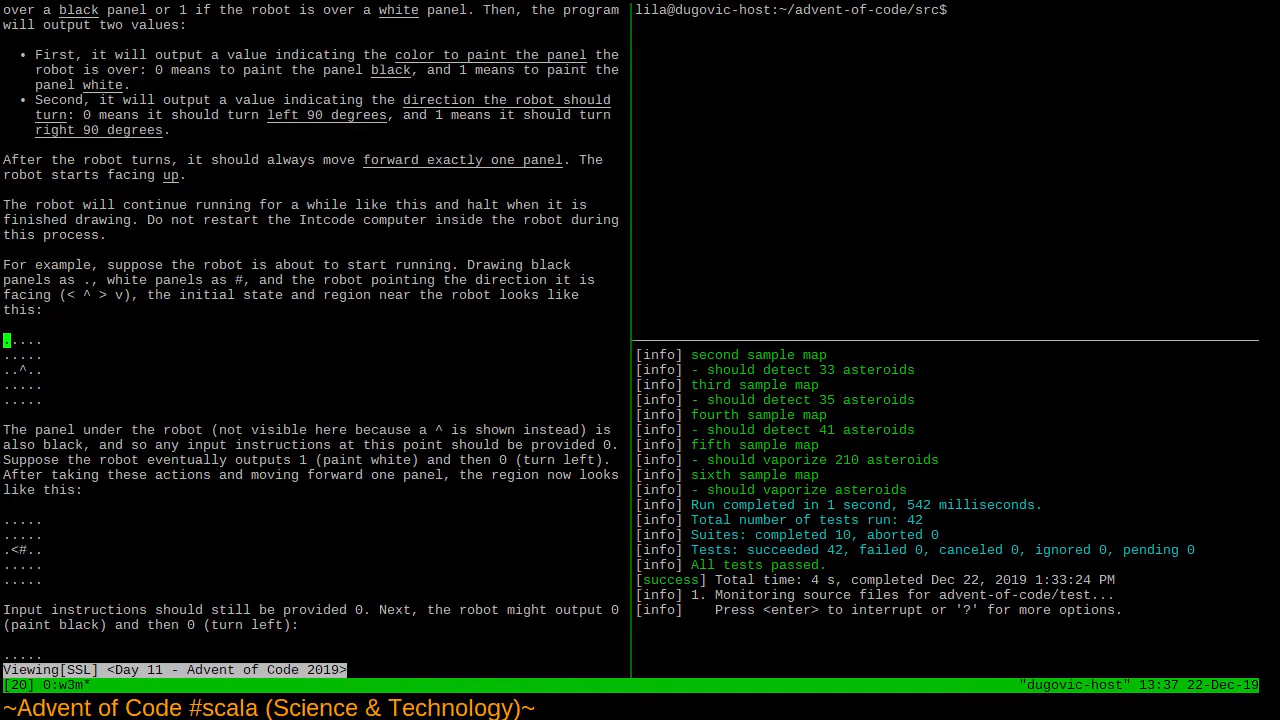 over a black panel or 1 if the robot is over a white panel. Then, the program
will output two values:
• First, it will output a value indicating the color to paint the panel the
robot is over: 0 means to paint the panel black, and 1 means to paint the
panel white.
• Second, it will output a value indicating the direction the robot should
turn: 0 means it should turn left 90 degrees, and 1 means it should turn
right 90 degrees.
After the robot turns, it should always move forward exactly one panel. The
robot starts facing up.
The robot will continue running for a while like this and halt when it is
finished drawing. Do not restart the Intcode computer inside the robot during
this process.
For example, suppose the robot is about to start running. Drawing black
panels as ., white panels as #, and the robot pointing the direction it is
facing (< ^ > v), the initial state and region near the robot looks like
this:
.....
.....
..^..
.....
.....
The panel under the robot (not visible here because a ^ is shown instead) is
also black, and so any input instructions at this point should be provided 0.
Suppose the robot eventually outputs 1 (paint white) and then 0 (turn left).
After taking these actions and moving forward one panel, the region now looks
like this:
.....
.....
.<#..
.....
.....
Input instructions should still be provided 0. Next, the robot might output 0
(paint black) and then 0 (turn left):
.....
Viewing[SSL] <Day 11 - Advent of Code 2019>
lila@dugovic-host:~/advent-of-code/src$
[info] second sample map
[info] - should detect 33 asteroids
[info] third sample map
[info] - should detect 35 asteroids
[info] fourth sample map
[info] - should detect 41 asteroids
[info] fifth sample map
[info] - should vaporize 210 asteroids
[info] sixth sample map
[info] - should vaporize asteroids
[info] Run completed in 1 second, 542 milliseconds.
[info] Total number of tests run: 42
[info] Suites: completed 10, aborted 0
[info] Tests: succeeded 42, failed 0, canceled 0, ignored 0, pending 0
[info] All tests passed.
[success] Total time: 4 s, completed Dec 22, 2019 1:33:24 PM
[info] 1. Monitoring source files for advent-of-code/test...
[info]    Press <enter> to interrupt or '?' for more options.
[20] 0:w3m* "dugovic-host" 13:37 22-Dec-19
~Advent of Code #scala (Science & Technology)~